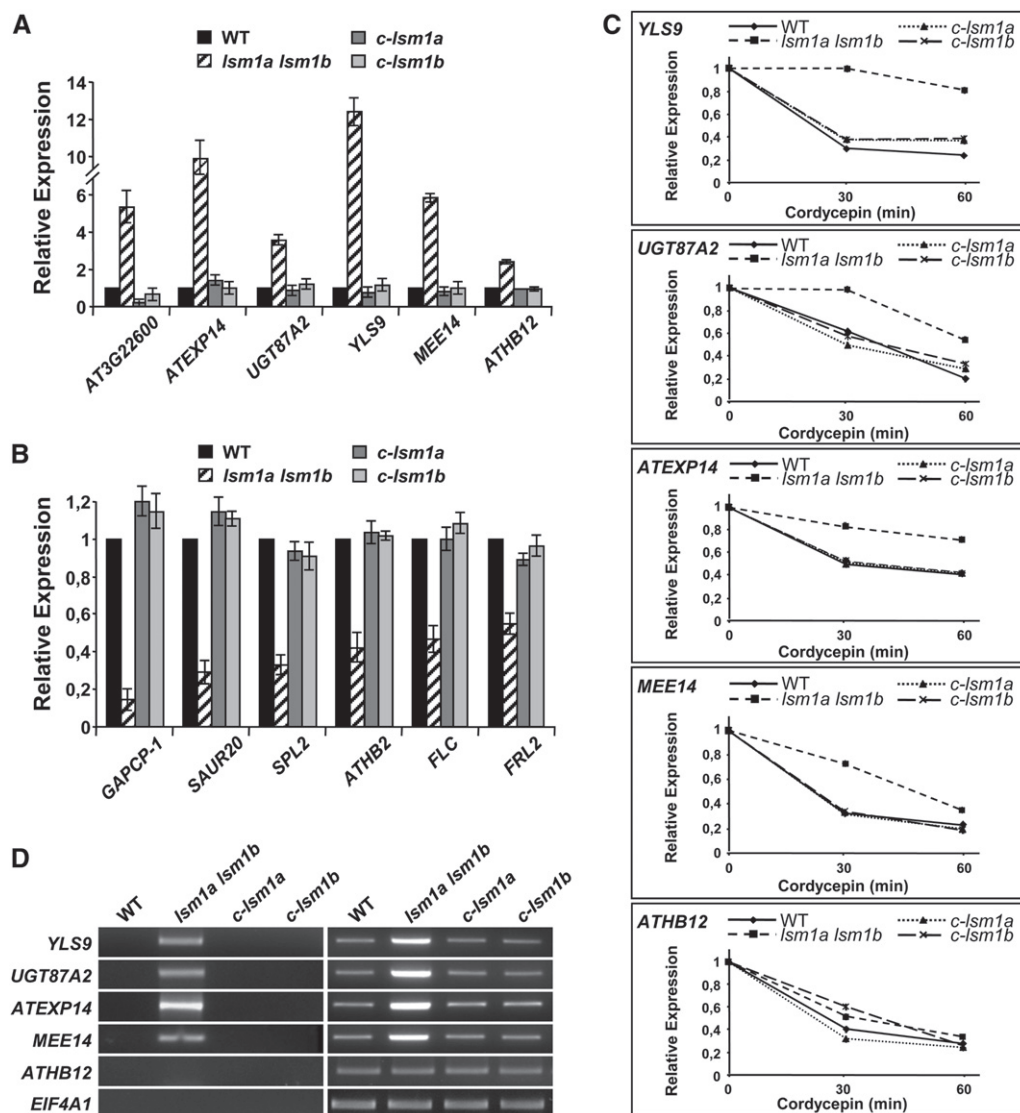 A
WT
lsm1a lsm1b
c-lsm1a
c-lsm1b
Relative Expression
14
12
10
6
4
2
0
AT3G22600
ATEXP14
UGT87A2
YLS9
MEE14
ATHB12
B
WT
lsm1a lsm1b
c-lsm1a
c-lsm1b
Relative Expression
1,2
1
0,8
0,6
0,4
0,2
0
GAPCP-1
SAUR20
SPL2
ATHB2
FLC
FRL2
D
WT
lsm1a lsm1b
c-lsm1a
c-lsm1b
WT
lsm1a lsm1b
c-lsm1a
c-lsm1b
YLS9
UGT87A2
ATEXP14
MEE14
ATHB12
EIF4A1
C
YLS9
WT
lsm1a lsm1b
c-lsm1a
c-lsm1b
Relative Expression
1
0,8
0,6
0,4
0,2
0
0
30
60
Cordycepin (min)
UGT87A2
WT
lsm1a lsm1b
c-lsm1a
c-lsm1b
Relative Expression
1
0,8
0,6
0,4
0,2
0
0
30
60
Cordycepin (min)
ATEXP14
WT
lsm1a lsm1b
c-lsm1a
c-lsm1b
Relative Expression
1
0,8
0,6
0,4
0,2
0
0
30
60
Cordycepin (min)
MEE14
WT
lsm1a lsm1b
c-lsm1a
c-lsm1b
Relative Expression
1
0,8
0,6
0,4
0,2
0
0
30
60
Cordycepin (min)
ATHB12
WT
lsm1a lsm1b
c-lsm1a
c-lsm1b
Relative Expression
1
0,8
0,6
0,4
0,2
0
0
30
60
Cordycepin (min)